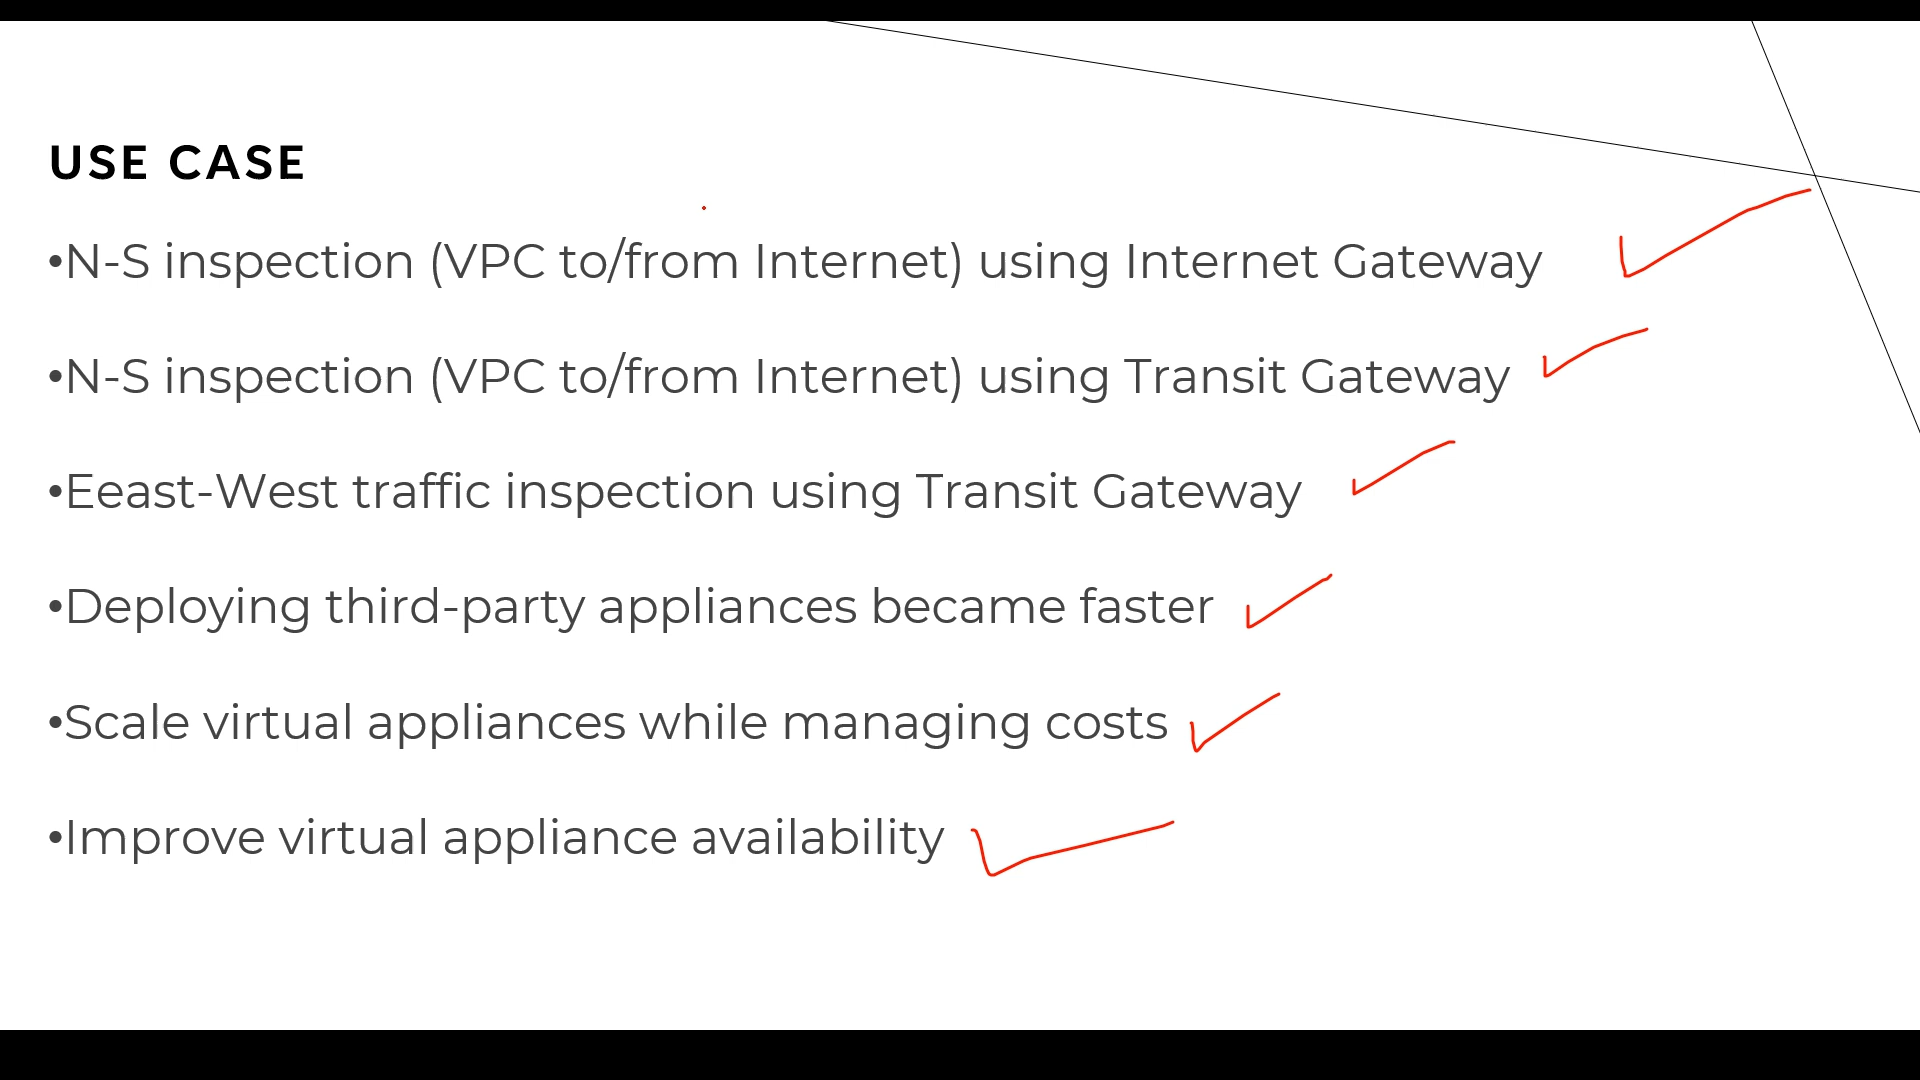 USE CASE
•N-S inspection (VPC to/from Internet) using Internet Gateway
•N-S inspection (VPC to/from Internet) using Transit Gateway
•Eeast-West traffic inspection using Transit Gateway
•Deploying third-party appliances became faster
•Scale virtual appliances while managing costs
•Improve virtual appliance availability